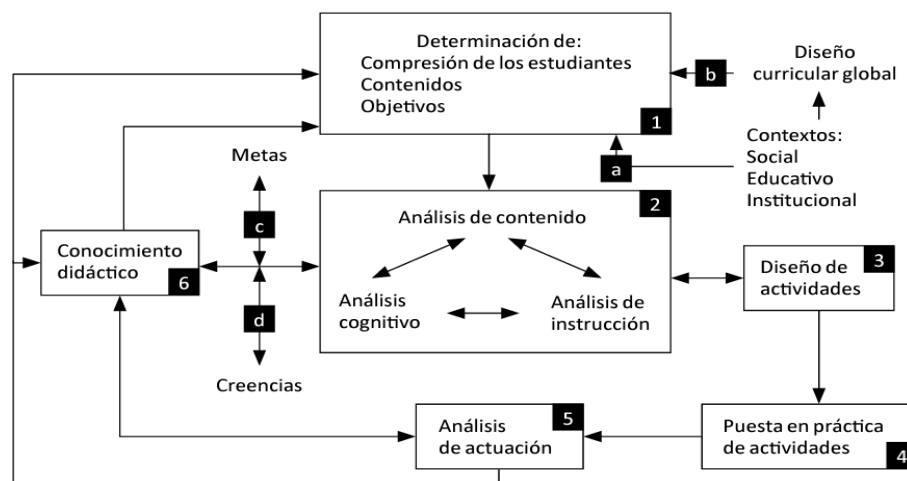 Determinación de:
Compresión de los estudiantes
Contenidos
Objetivos
1
b
Diseño
curricular global
a
Contextos:
Social
Educativo
Institucional
Metas
c
2
Análisis de contenido
Análisis
cognitivo
Análisis de
instrucción
Conocimiento
didáctico
6
d
Creencias
3
Diseño de
actividades
5
Análisis
de actuación
Puesta en práctica
de actividades
4